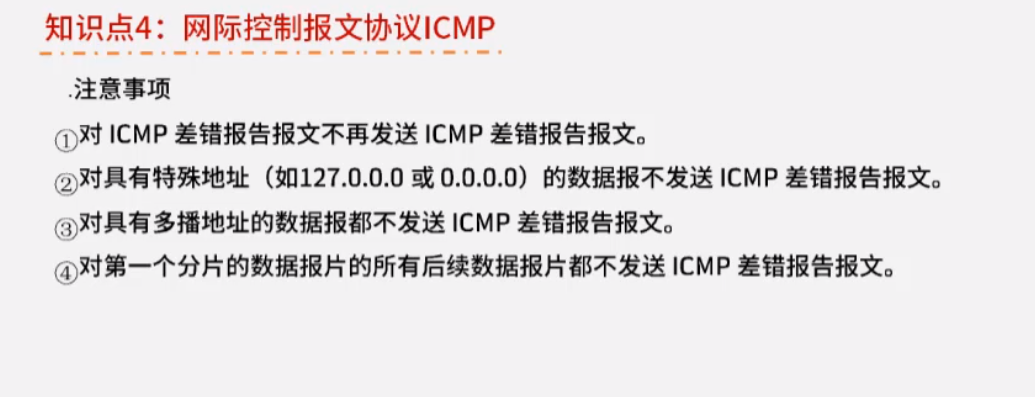 知识点4：网际控制报文协议ICMP
.注意事项
①对 ICMP 差错报告报文不再发送 ICMP 差错报告报文。
②对具有特殊地址（如127.0.0.0 或 0.0.0.0）的数据报不发送 ICMP 差错报告报文。
③对具有多播地址的数据报都不发送 ICMP 差错报告报文。
④对第一个分片的数据报片的所有后续数据报片都不发送 ICMP 差错报告报文。